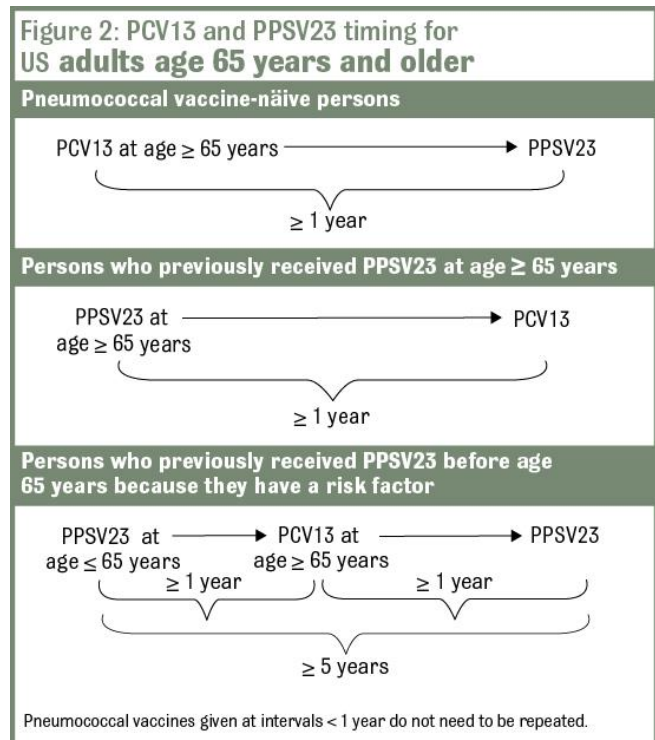 Figure 2: PCV13 and PPSV23 timing for
US adults age 65 years and older
Pneumococcal vaccine-näive persons
PCV13 at age ≥ 65 years PPSV23
≥ 1 year
Persons who previously received PPSV23 at age ≥ 65 years
PPSV23 at PCV13
age ≥ 65 years
≥ 1 year
Persons who previously received PPSV23 before age
65 years because they have a risk factor
PPSV23 at PCV13 at PPSV23
age ≤ 65 years age ≥ 65 years
≥ 1 year ≥ 1 year
≥ 5 years
Pneumococcal vaccines given at intervals < 1 year do not need to be repeated.